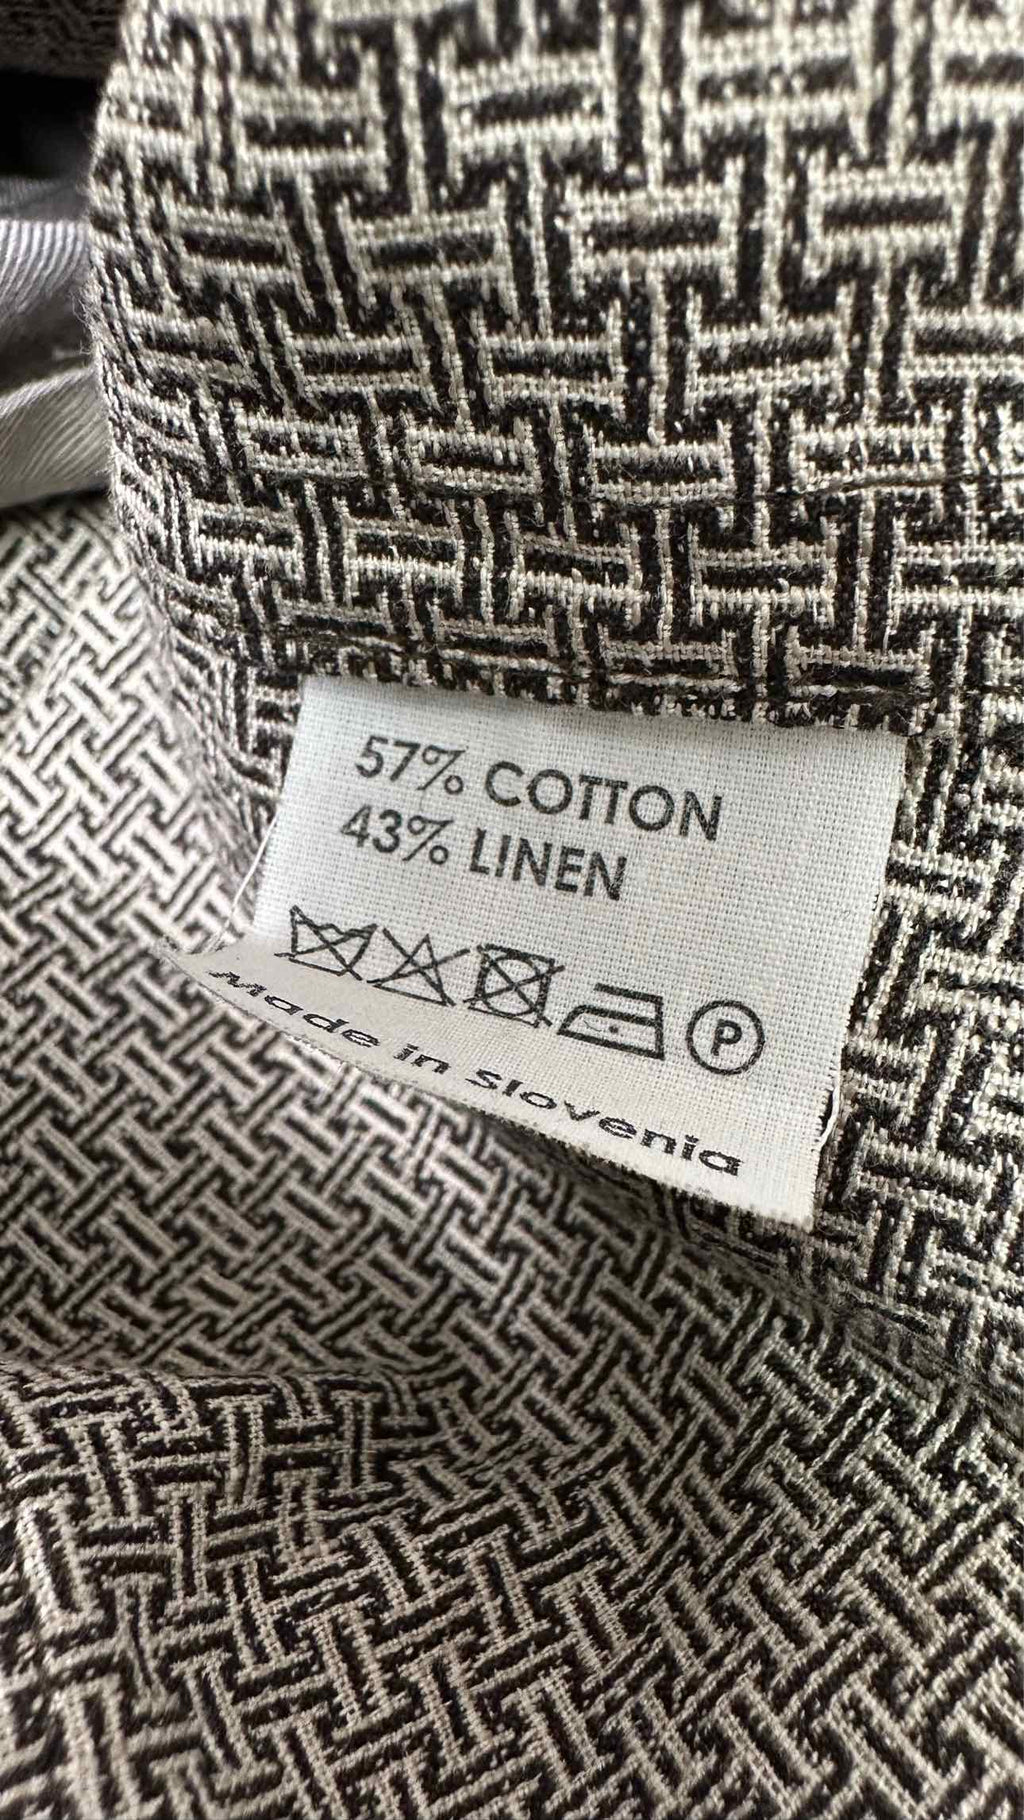 57% COTTON
43% LINEN
P
Made in slovenia